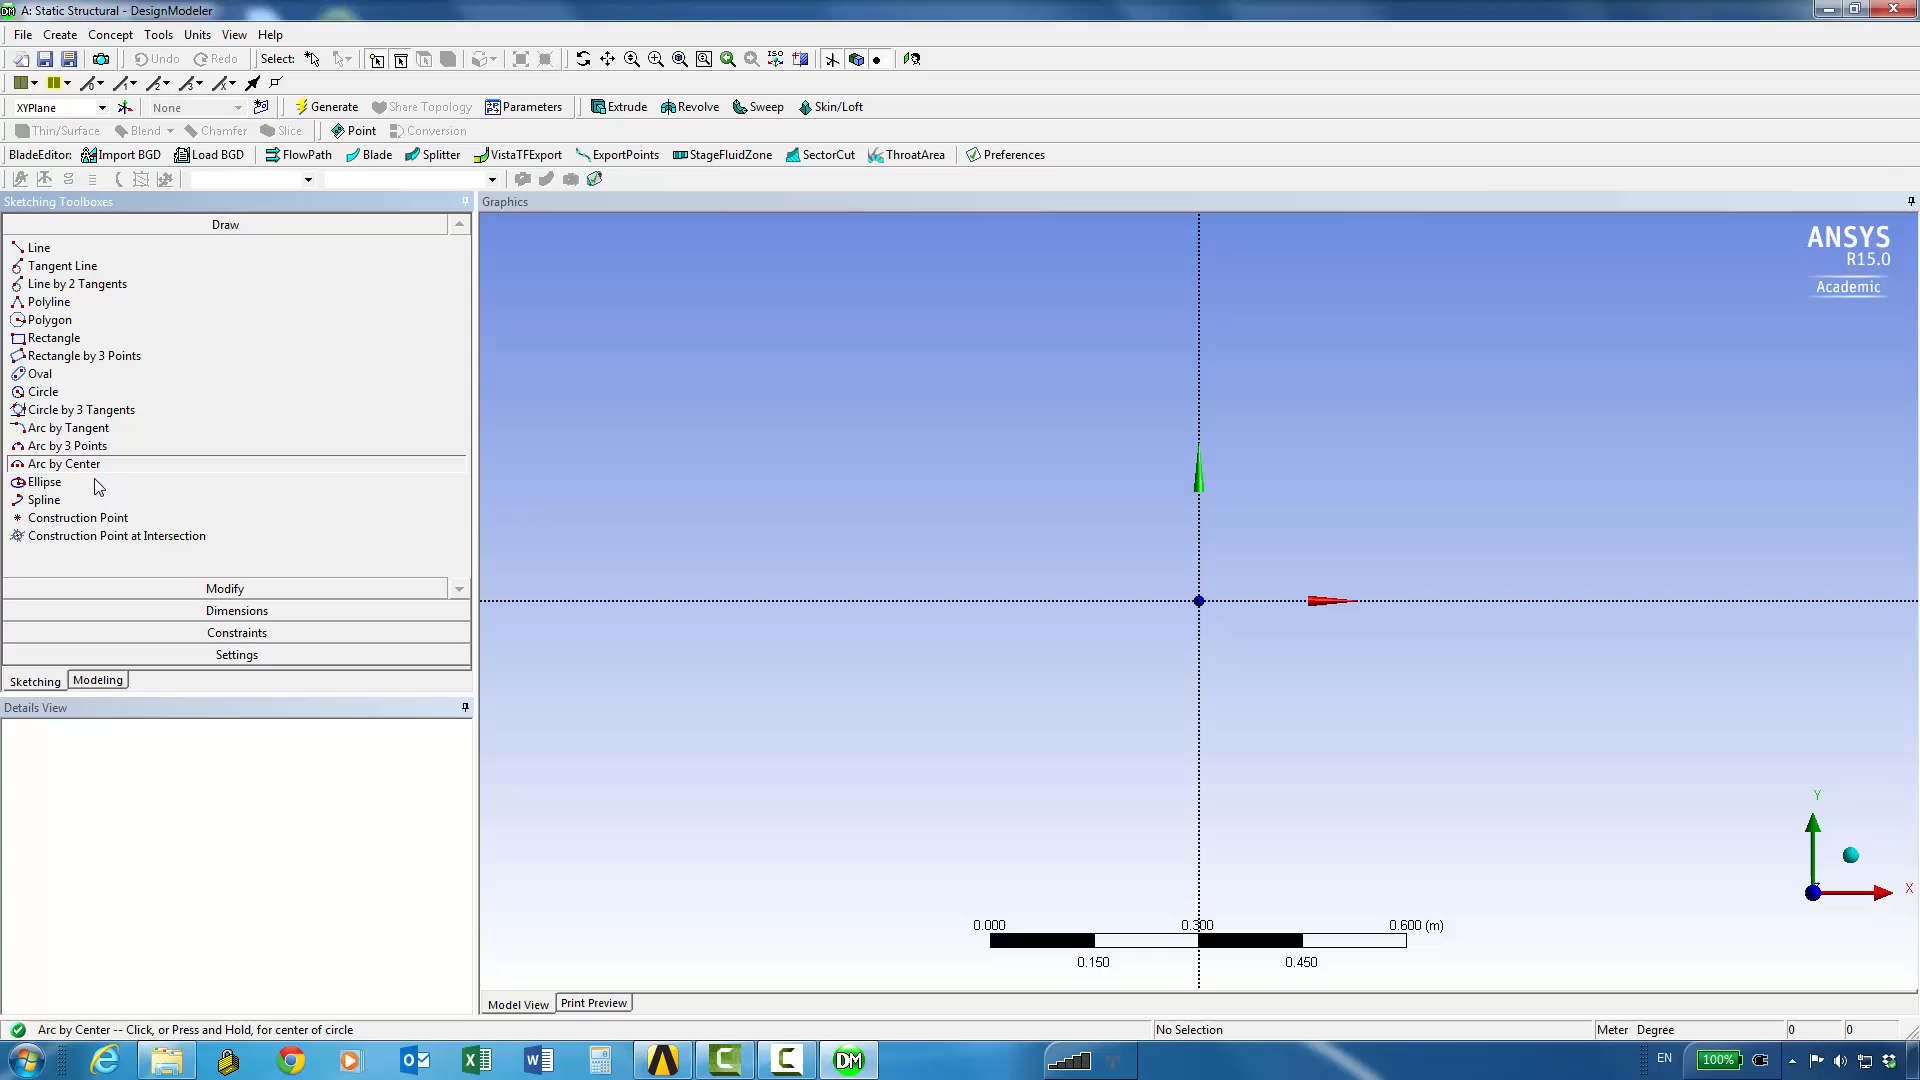 A: Static Structural - DesignModeler
File Create Concept Tools Units View Help
Undo Redo Select: ISO
XYPlane None Generate Share Topology Parameters Extrude Revolve Sweep Skin/Loft
Thin/Surface Blend Chamfer Slice Point Conversion
BladeEditor: Import BGD Load BGD FlowPath Blade Splitter VistaTFExport ExportPoints StageFluidZone SectorCut ThroatArea Preferences
Sketching Toolboxes
Draw
Line
Tangent Line
Line by 2 Tangents
Polyline
Polygon
Rectangle
Rectangle by 3 Points
Oval
Circle
Circle by 3 Tangents
Arc by Tangent
Arc by 3 Points
Arc by Center
Ellipse
Spline
Construction Point
Construction Point at Intersection
Modify
Dimensions
Constraints
Settings
Sketching Modeling
Details View
Graphics
ANSYS
R15.0
Academic
Y
X
0.000 0.300 0.600 (m)
0.150 0.450
Model View Print Preview
Arc by Center -- Click, or Press and Hold, for center of circle No Selection Meter Degree 0 0
DM EN 100%